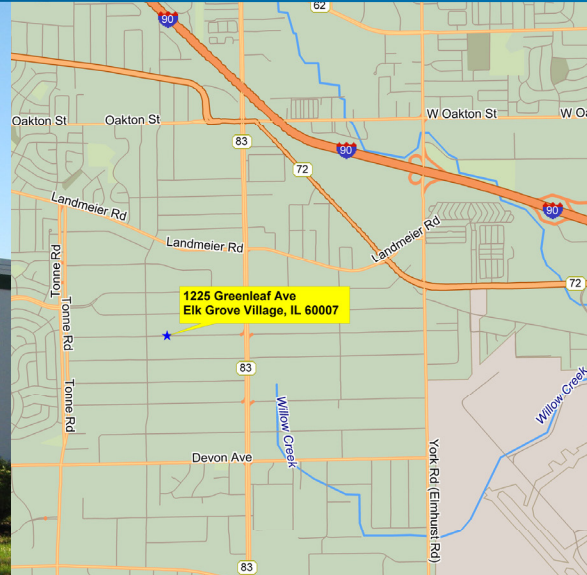 62
90
Oakton St
Oakton St
W Oakton St
83
90
72
Landmeier Rd
90
Landmeier Rd
Landmeier Rd
Tonne Rd
72
1225 Greenleaf Ave
Elk Grove Village, IL 60007
Tonne Rd
83
Tonne Rd
Willow Creek
Willow Creek
Devon Ave
York Rd (Elmhurst Rd)
83